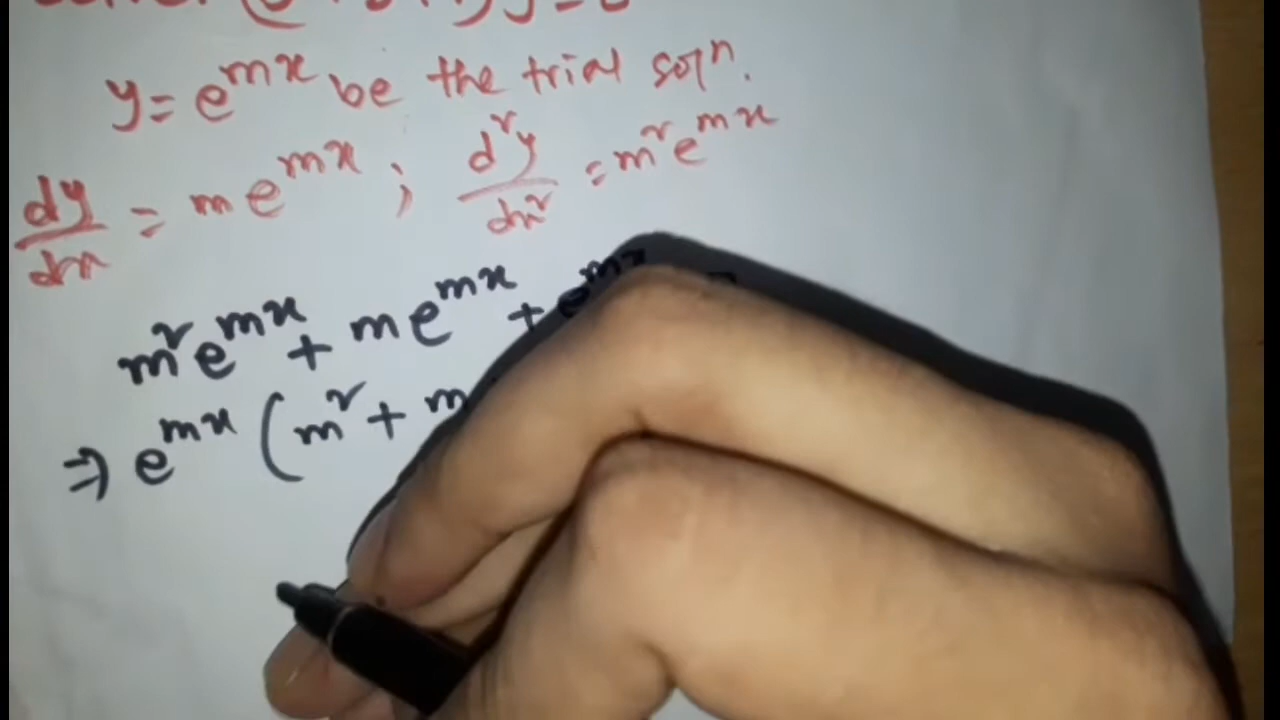 y = e^{mx} be the trial solⁿ.
dy/dx = me^{mx} ; d²y/dx² = m²e^{mx}
m²e^{mx} + me^{mx} + e^{mx}
⇒ e^{mx} (m² + m